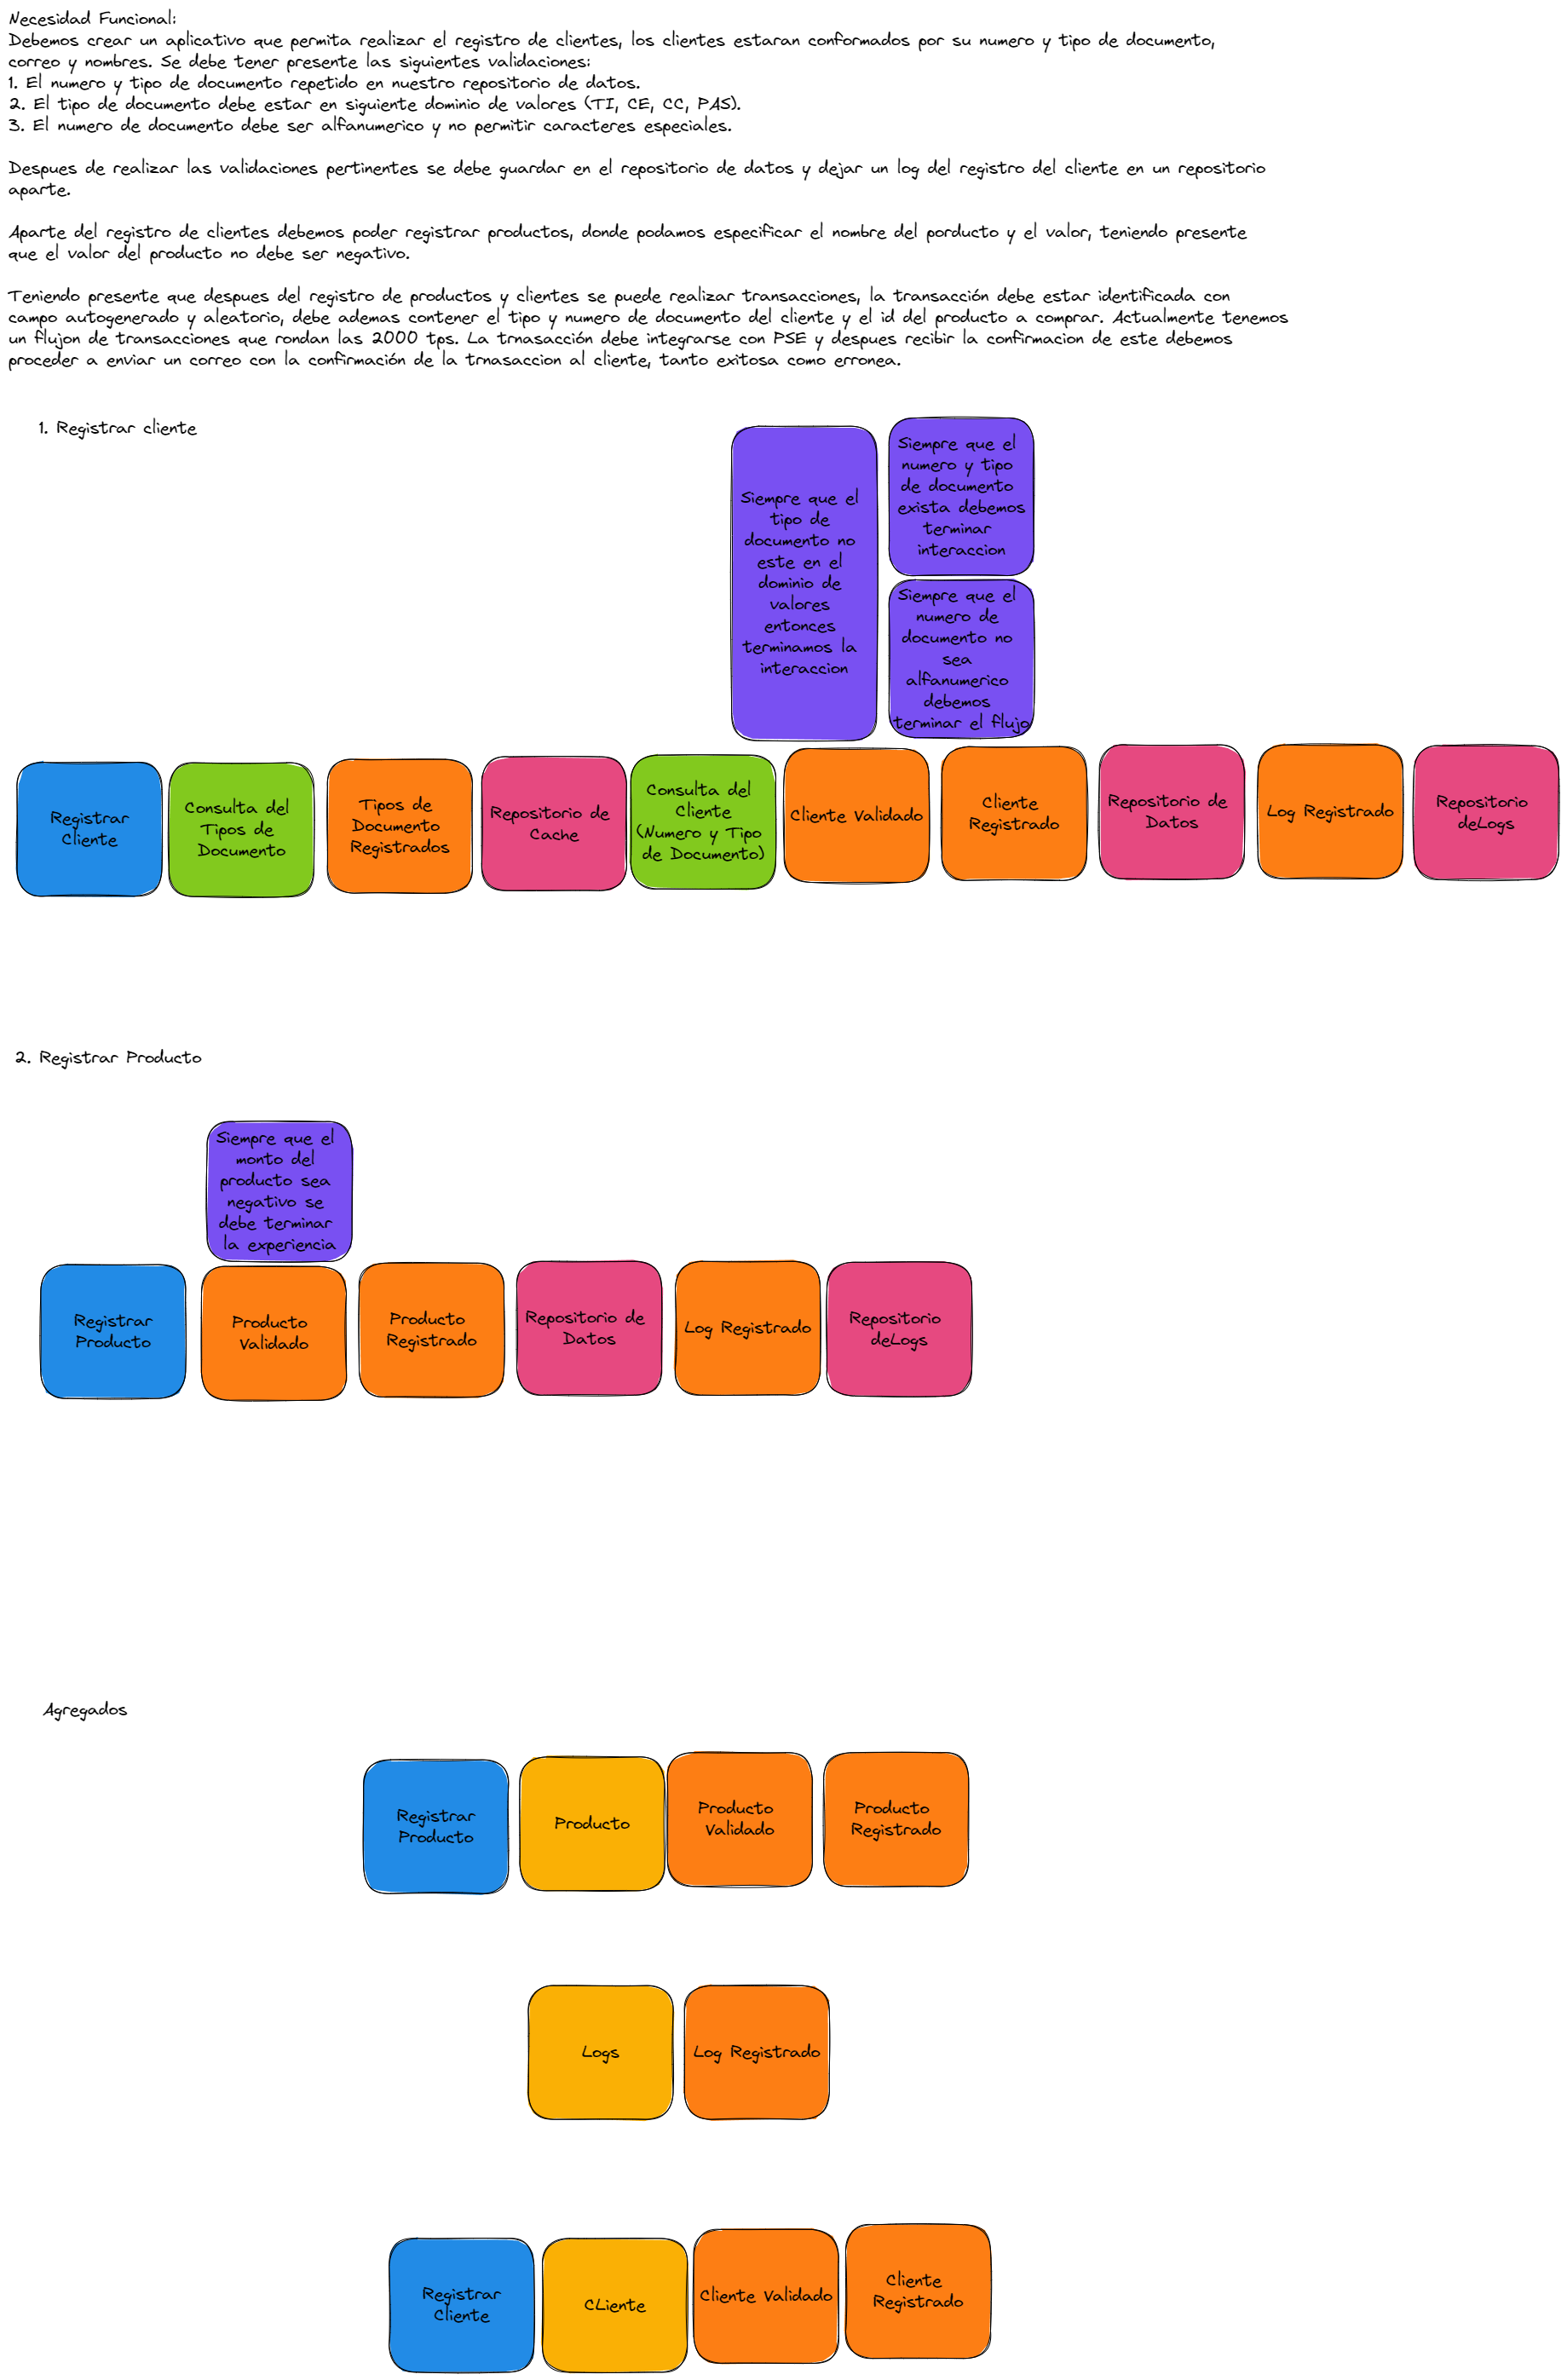 Necesidad Funcional:
Debemos crear un aplicativo que permita realizar el registro de clientes, los clientes estaran conformados por su numero y tipo de documento,
correo y nombres. Se debe tener presente las siguientes validaciones:
1. El numero y tipo de documento repetido en nuestro repositorio de datos.
2. El tipo de documento debe estar en siguiente dominio de valores (TI, CE, CC, PAS).
3. El numero de documento debe ser alfanumerico y no permitir caracteres especiales.
Despues de realizar las validaciones pertinentes se debe guardar en el repositorio de datos y dejar un log del registro del cliente en un repositorio
aparte.
Aparte del registro de clientes debemos poder registrar productos, donde podamos especificar el nombre del porducto y el valor, teniendo presente
que el valor del producto no debe ser negativo.
Teniendo presente que despues del registro de productos y clientes se puede realizar transacciones, la transacción debe estar identificada con
campo autogenerado y aleatorio, debe ademas contener el tipo y numero de documento del cliente y el id del producto a comprar. Actualmente tenemos
un flujon de transacciones que rondan las 2000 tps. La trnasacción debe integrarse con PSE y despues recibir la confirmacion de este debemos
proceder a enviar un correo con la confirmación de la trnasaccion al cliente, tanto exitosa como erronea.
1. Registrar cliente
Siempre que el
tipo de
documento no
este en el
dominio de
valores
entonces
terminamos la
interaccion
Siempre que el
numero y tipo
de documento
exista debemos
terminar
interaccion
Siempre que el
numero de
documento no
sea
alfanumerico
debemos
terminar el flujo
Registrar
Cliente
Consulta del
Tipos de
Documento
Tipos de
Documento
Registrados
Repositorio de
Cache
Consulta del
Cliente
(Numero y Tipo
de Documento)
Cliente Validado
Cliente
Registrado
Repositorio de
Datos
Log Registrado
Repositorio
deLogs
2. Registrar Producto
Siempre que el
monto del
producto sea
negativo se
debe terminar
la experiencia
Registrar
Producto
Producto
Validado
Producto
Registrado
Repositorio de
Datos
Log Registrado
Repositorio
deLogs
Agregados
Registrar
Producto
Producto
Producto
Validado
Producto
Registrado
Logs
Log Registrado
Registrar
Cliente
CLiente
Cliente Validado
Cliente
Registrado